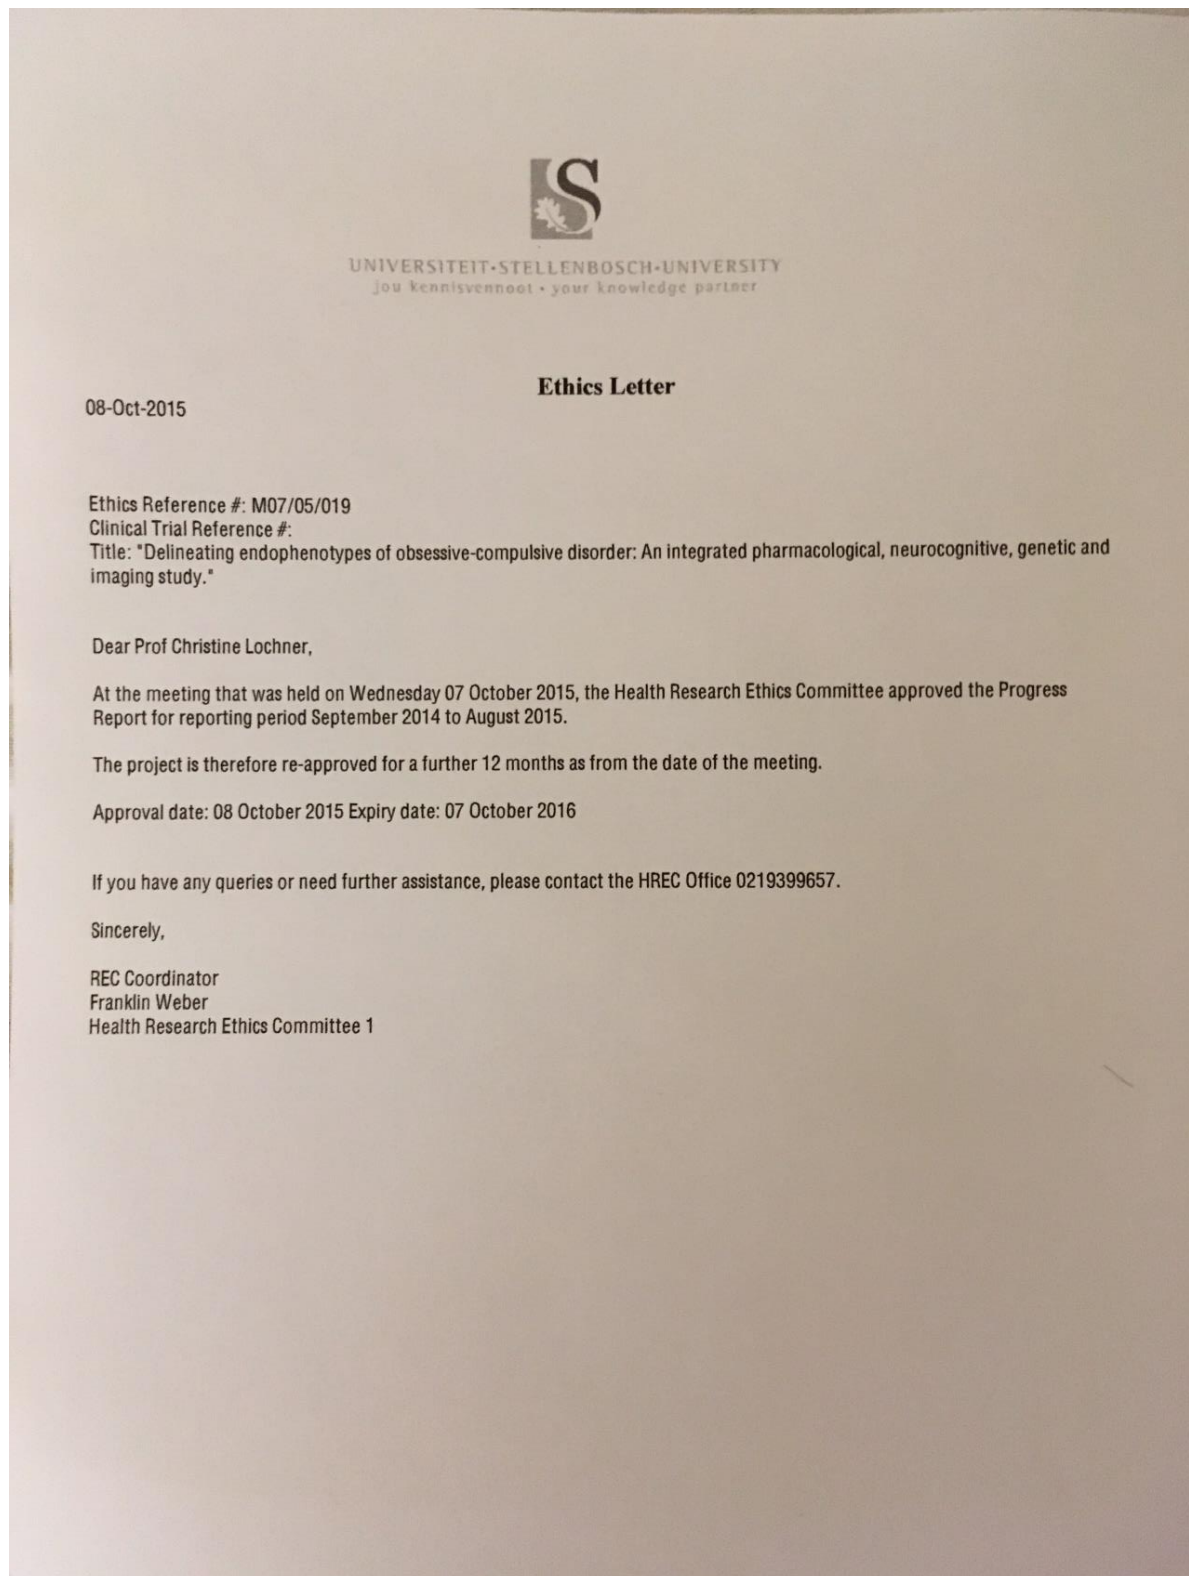 S
UNIVERSITEIT•STELLENBOSCH•UNIVERSITY
jou kennisvennoot • your knowledge partner
Ethics Letter
08-Oct-2015
Ethics Reference #: M07/05/019
Clinical Trial Reference #:
Title: "Delineating endophenotypes of obsessive-compulsive disorder: An integrated pharmacological, neurocognitive, genetic and
imaging study."
Dear Prof Christine Lochner,
At the meeting that was held on Wednesday 07 October 2015, the Health Research Ethics Committee approved the Progress
Report for reporting period September 2014 to August 2015.
The project is therefore re-approved for a further 12 months as from the date of the meeting.
Approval date: 08 October 2015 Expiry date: 07 October 2016
If you have any queries or need further assistance, please contact the HREC Office 0219399657.
Sincerely,
REC Coordinator
Franklin Weber
Health Research Ethics Committee 1